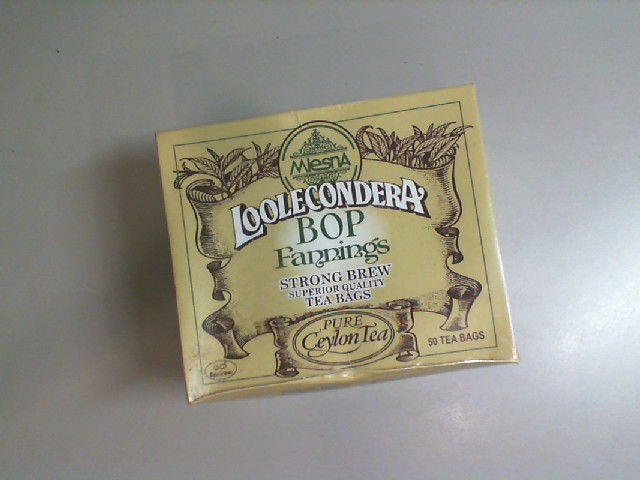 MlesnA
LOOLECONDERA
BOP
Fannings
STRONG BREW
SUPERIOR QUALITY
TEA BAGS
PURE
Ceylon Tea
50 TEA BAGS